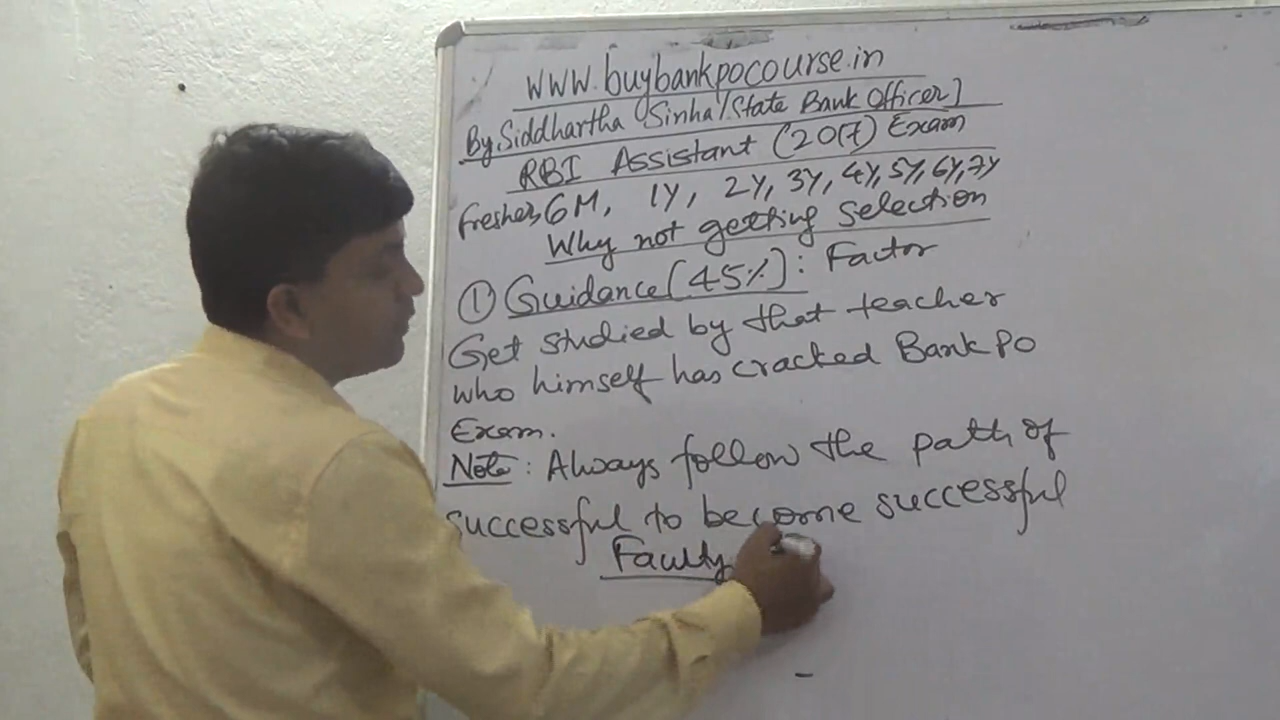 www.buybankpocourse.in
By Siddhartha Sinha (State Bank Officer]
RBI Assistant (2017) Exam
Fresher, 6M, 1Y, 2Y, 3Y, 4Y, 5Y, 6Y, 7Y
Why not getting selection
① Guidance (45%) : Factor
Get studied by that teacher
who himself has cracked Bank PO
Exam.
Note : Always follow the path of
successful to become successful
Faulty